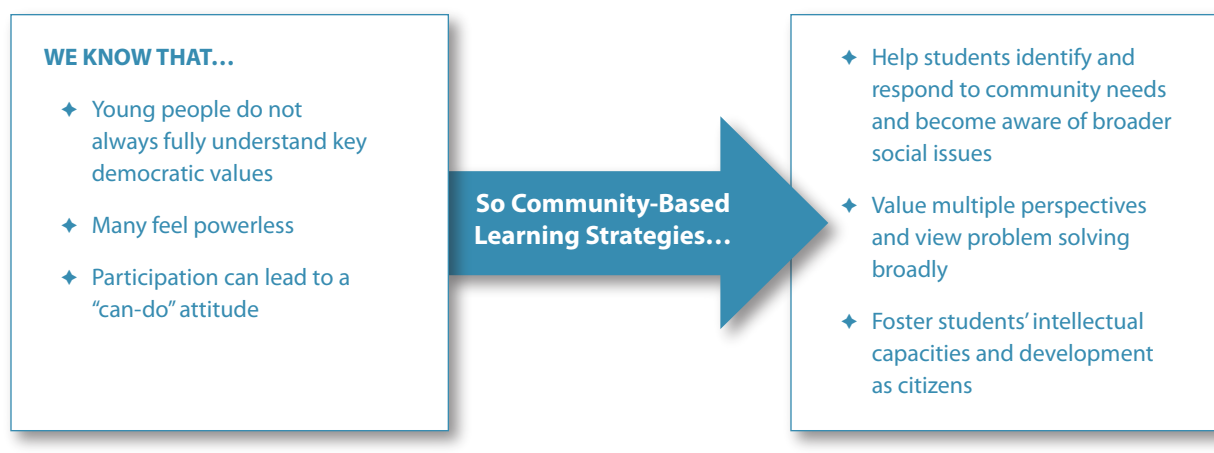 WE KNOW THAT…
✦ Young people do not
always fully understand key
democratic values
✦ Many feel powerless
✦ Participation can lead to a
“can-do” attitude
So Community-Based
Learning Strategies…
✦ Help students identify and
respond to community needs
and become aware of broader
social issues
✦ Value multiple perspectives
and view problem solving
broadly
✦ Foster students’ intellectual
capacities and development
as citizens